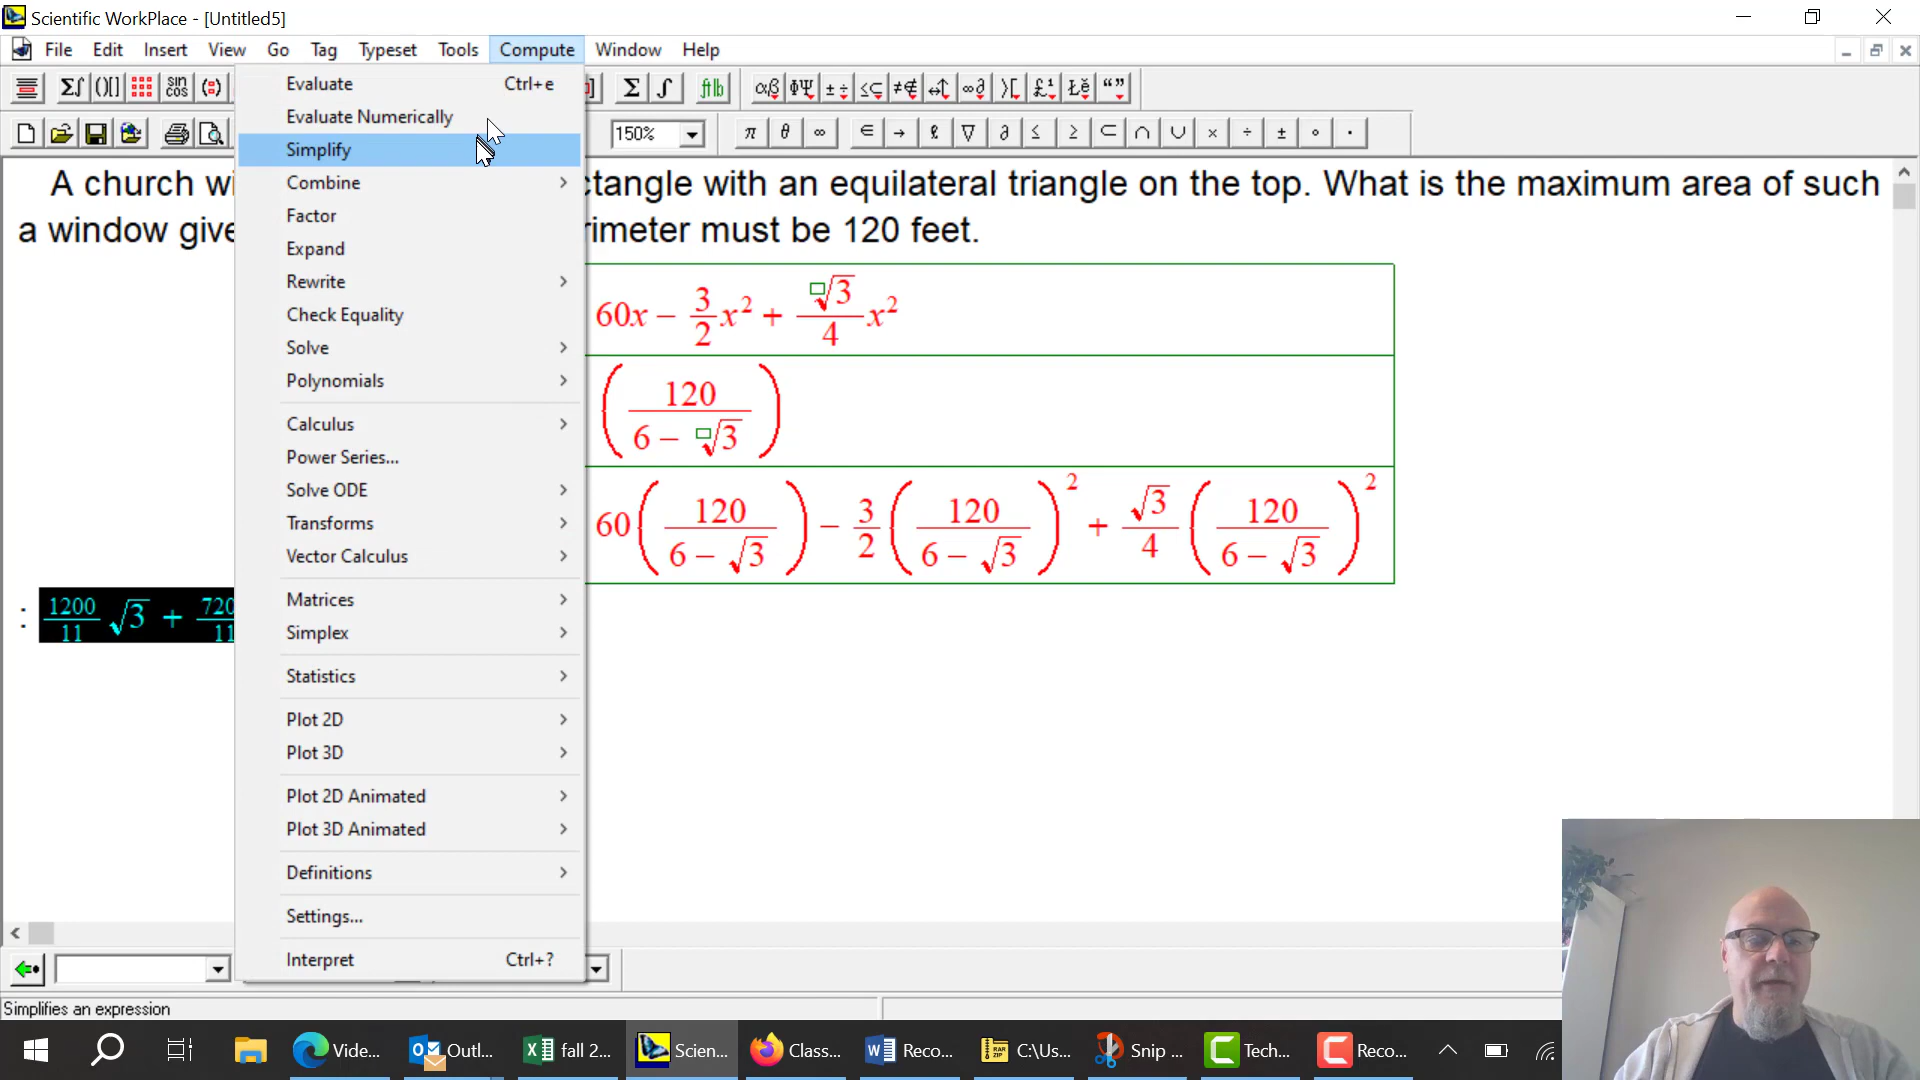 Scientific WorkPlace - [Untitled5]
File Edit Insert View Go Tag Typeset Tools Compute Window Help
150%
A church wi ctangle with an equilateral triangle on the top. What is the maximum area of such
a window give rimeter must be 120 feet.
Evaluate Ctrl+e
Evaluate Numerically
Simplify
Combine
Factor
Expand
Rewrite
Check Equality
Solve
Polynomials
Calculus
Power Series...
Solve ODE
Transforms
Vector Calculus
Matrices
Simplex
Statistics
Plot 2D
Plot 3D
Plot 2D Animated
Plot 3D Animated
Definitions
Settings...
Interpret Ctrl+?
60x − 3/2 x² + √3/4 x²
(120/(6 − √3))
60(120/(6 − √3)) − 3/2 (120/(6 − √3))² + √3/4 (120/(6 − √3))²
: 1200/11 √3 + 720 11
Simplifies an expression
Vide... Outl... fall 2... Scien... Class... Reco... C:\Us... Snip ... Tech... Reco...